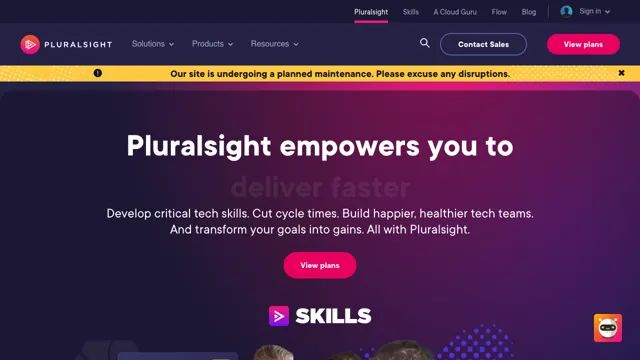 Pluralsight Skills A Cloud Guru Flow Blog Sign in
PLURALSIGHT Solutions Products Resources Contact Sales View plans
Our site is undergoing a planned maintenance. Please excuse any disruptions.
Pluralsight empowers you to
deliver faster
Develop critical tech skills. Cut cycle times. Build happier, healthier tech teams.
And transform your goals into gains. All with Pluralsight.
View plans
SKILLS